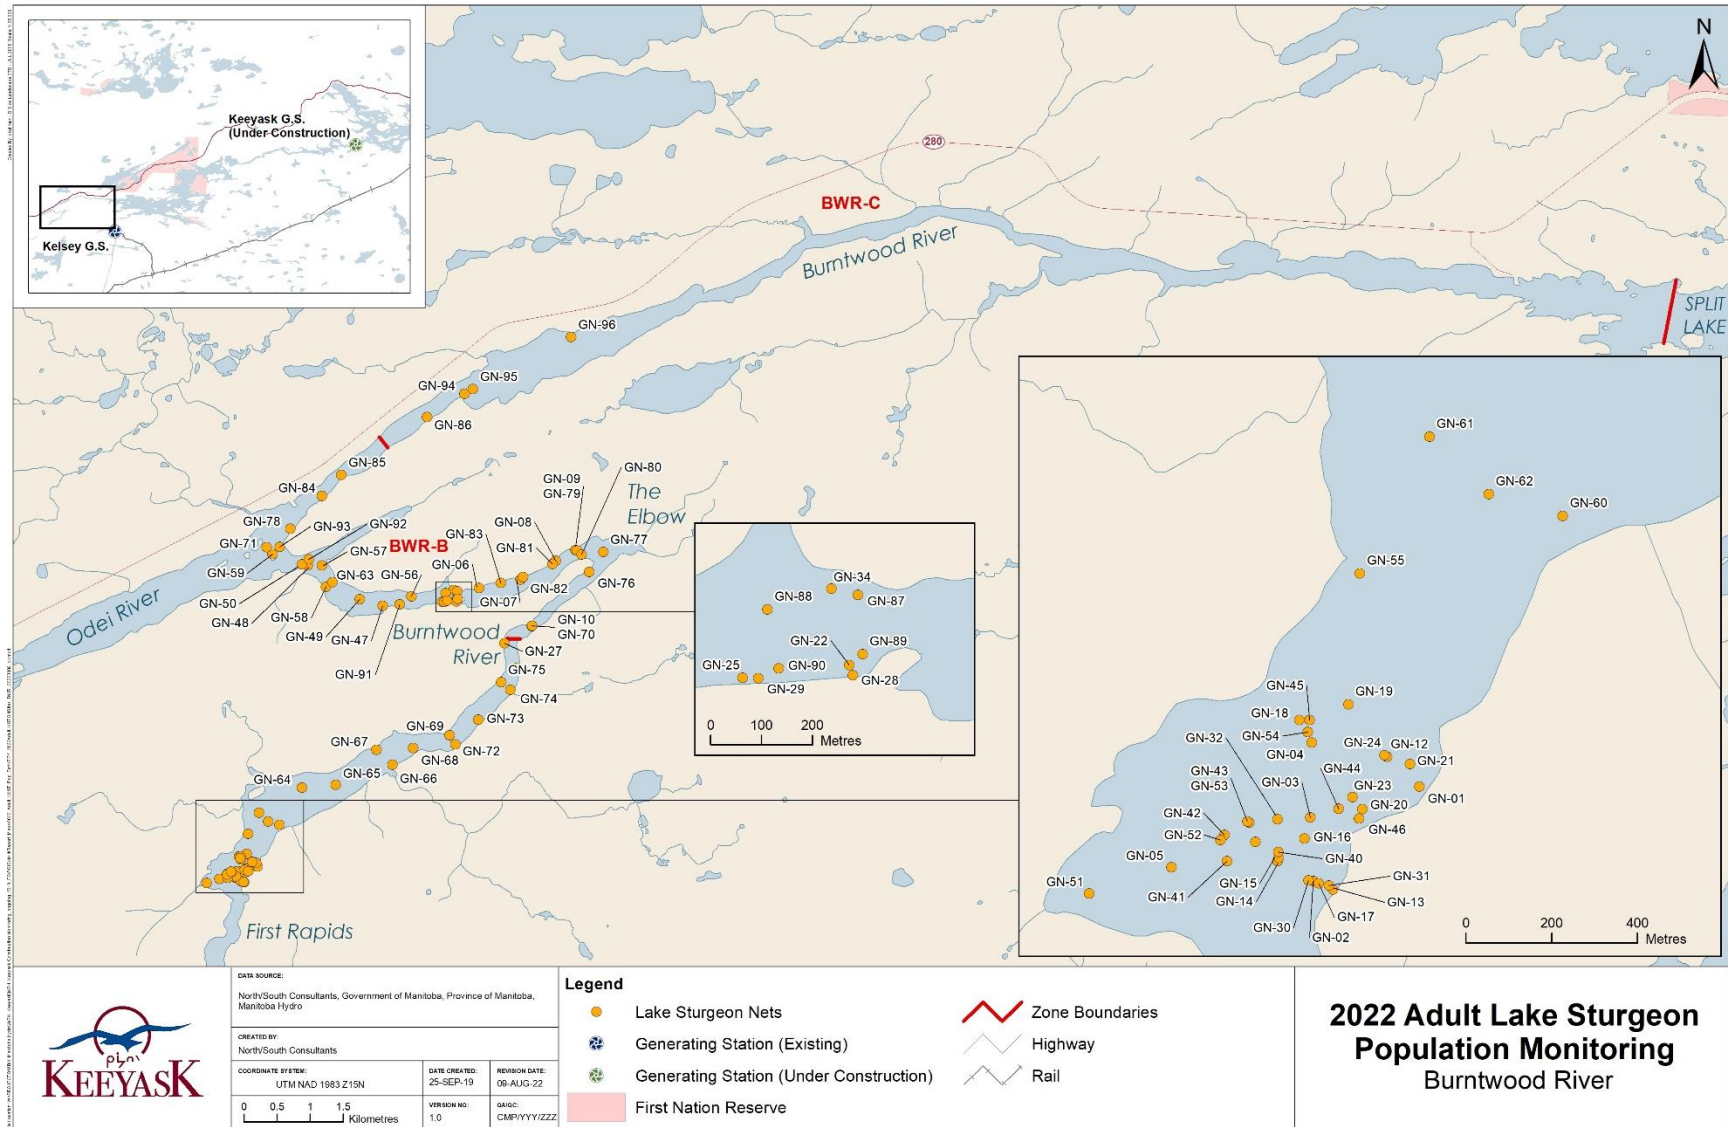 N
Keeyask G.S.
(Under Construction)
Kelsey G.S.
280
BWR-C
Burntwood River
SPLIT
LAKE
GN-96
GN-95
GN-94
GN-86
GN-85
GN-84
GN-78
GN-93
GN-92
GN-71
GN-57
GN-59
GN-63
GN-50
GN-48
GN-58
GN-49
GN-47
GN-91
GN-56
BWR-B
GN-83
GN-06
GN-08
GN-81
GN-09
GN-79
GN-80
The
Elbow
GN-77
GN-76
GN-82
GN-07
GN-10
GN-70
GN-27
Odei River
Burntwood
River
GN-75
GN-74
GN-73
GN-69
GN-72
GN-67
GN-68
GN-66
GN-65
GN-64
First Rapids
GN-34
GN-88
GN-87
GN-22
GN-89
GN-25
GN-90
GN-29
GN-28
0 100 200
Metres
GN-61
GN-62
GN-60
GN-55
GN-45
GN-19
GN-18
GN-54
GN-04
GN-32
GN-24
GN-12
GN-21
GN-43
GN-53
GN-03
GN-44
GN-23
GN-01
GN-20
GN-42
GN-46
GN-52
GN-16
GN-05
GN-40
GN-51
GN-41
GN-15
GN-14
GN-31
GN-13
GN-30
GN-17
GN-02
0 200 400
Metres
KEEYASK
DATA SOURCE:
North/South Consultants, Government of Manitoba, Province of Manitoba,
Manitoba Hydro
CREATED BY:
North/South Consultants
COORDINATE SYSTEM:
UTM NAD 1983 Z15N
DATE CREATED:
25-SEP-19
REVISION DATE:
09-AUG-22
0 0.5 1 1.5
Kilometres
VERSION NO:
1.0
QA/QC:
CMP/YYY/ZZZ
Legend
Lake Sturgeon Nets
Generating Station (Existing)
Generating Station (Under Construction)
First Nation Reserve
Zone Boundaries
Highway
Rail
2022 Adult Lake Sturgeon
Population Monitoring
Burntwood River